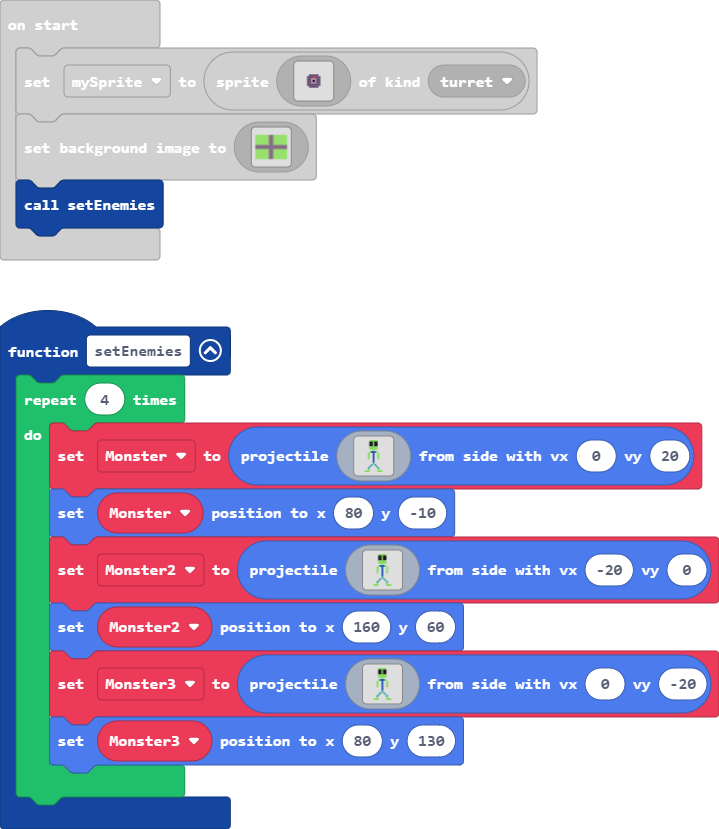 on start
set mySprite to sprite of kind turret
set background image to
call setEnemies
function setEnemies
repeat 4 times
do
set Monster to projectile from side with vx 0 vy 20
set Monster position to x 80 y -10
set Monster2 to projectile from side with vx -20 vy 0
set Monster2 position to x 160 y 60
set Monster3 to projectile from side with vx 0 vy -20
set Monster3 position to x 80 y 130